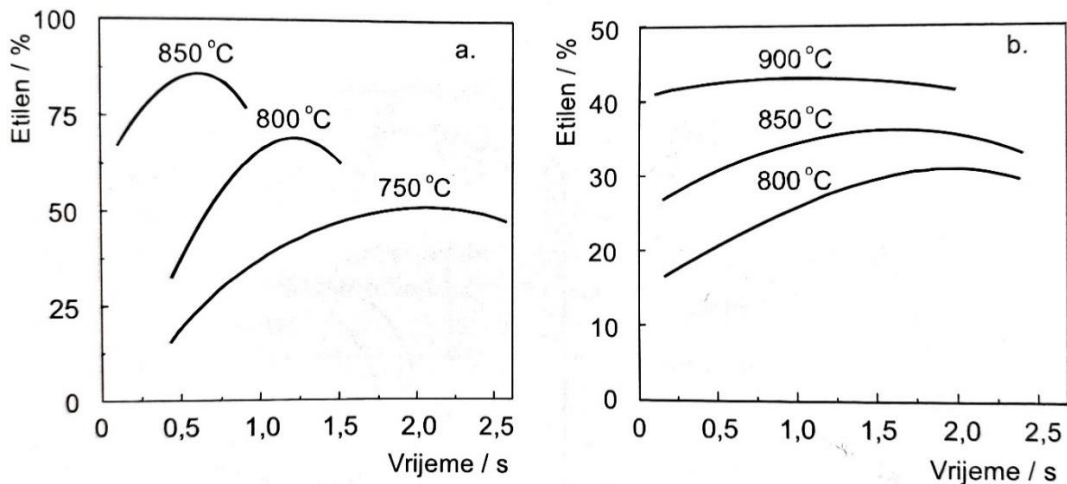 Etilen / %
100
75
50
25
0
850 °C
800 °C
750 °C
a.
0 0,5 1,0 1,5 2,0 2,5
Vrijeme / s
Etilen / %
50
40
30
20
10
0
900 °C
850 °C
800 °C
b.
0 0,5 1,0 1,5 2,0 2,5
Vrijeme / s